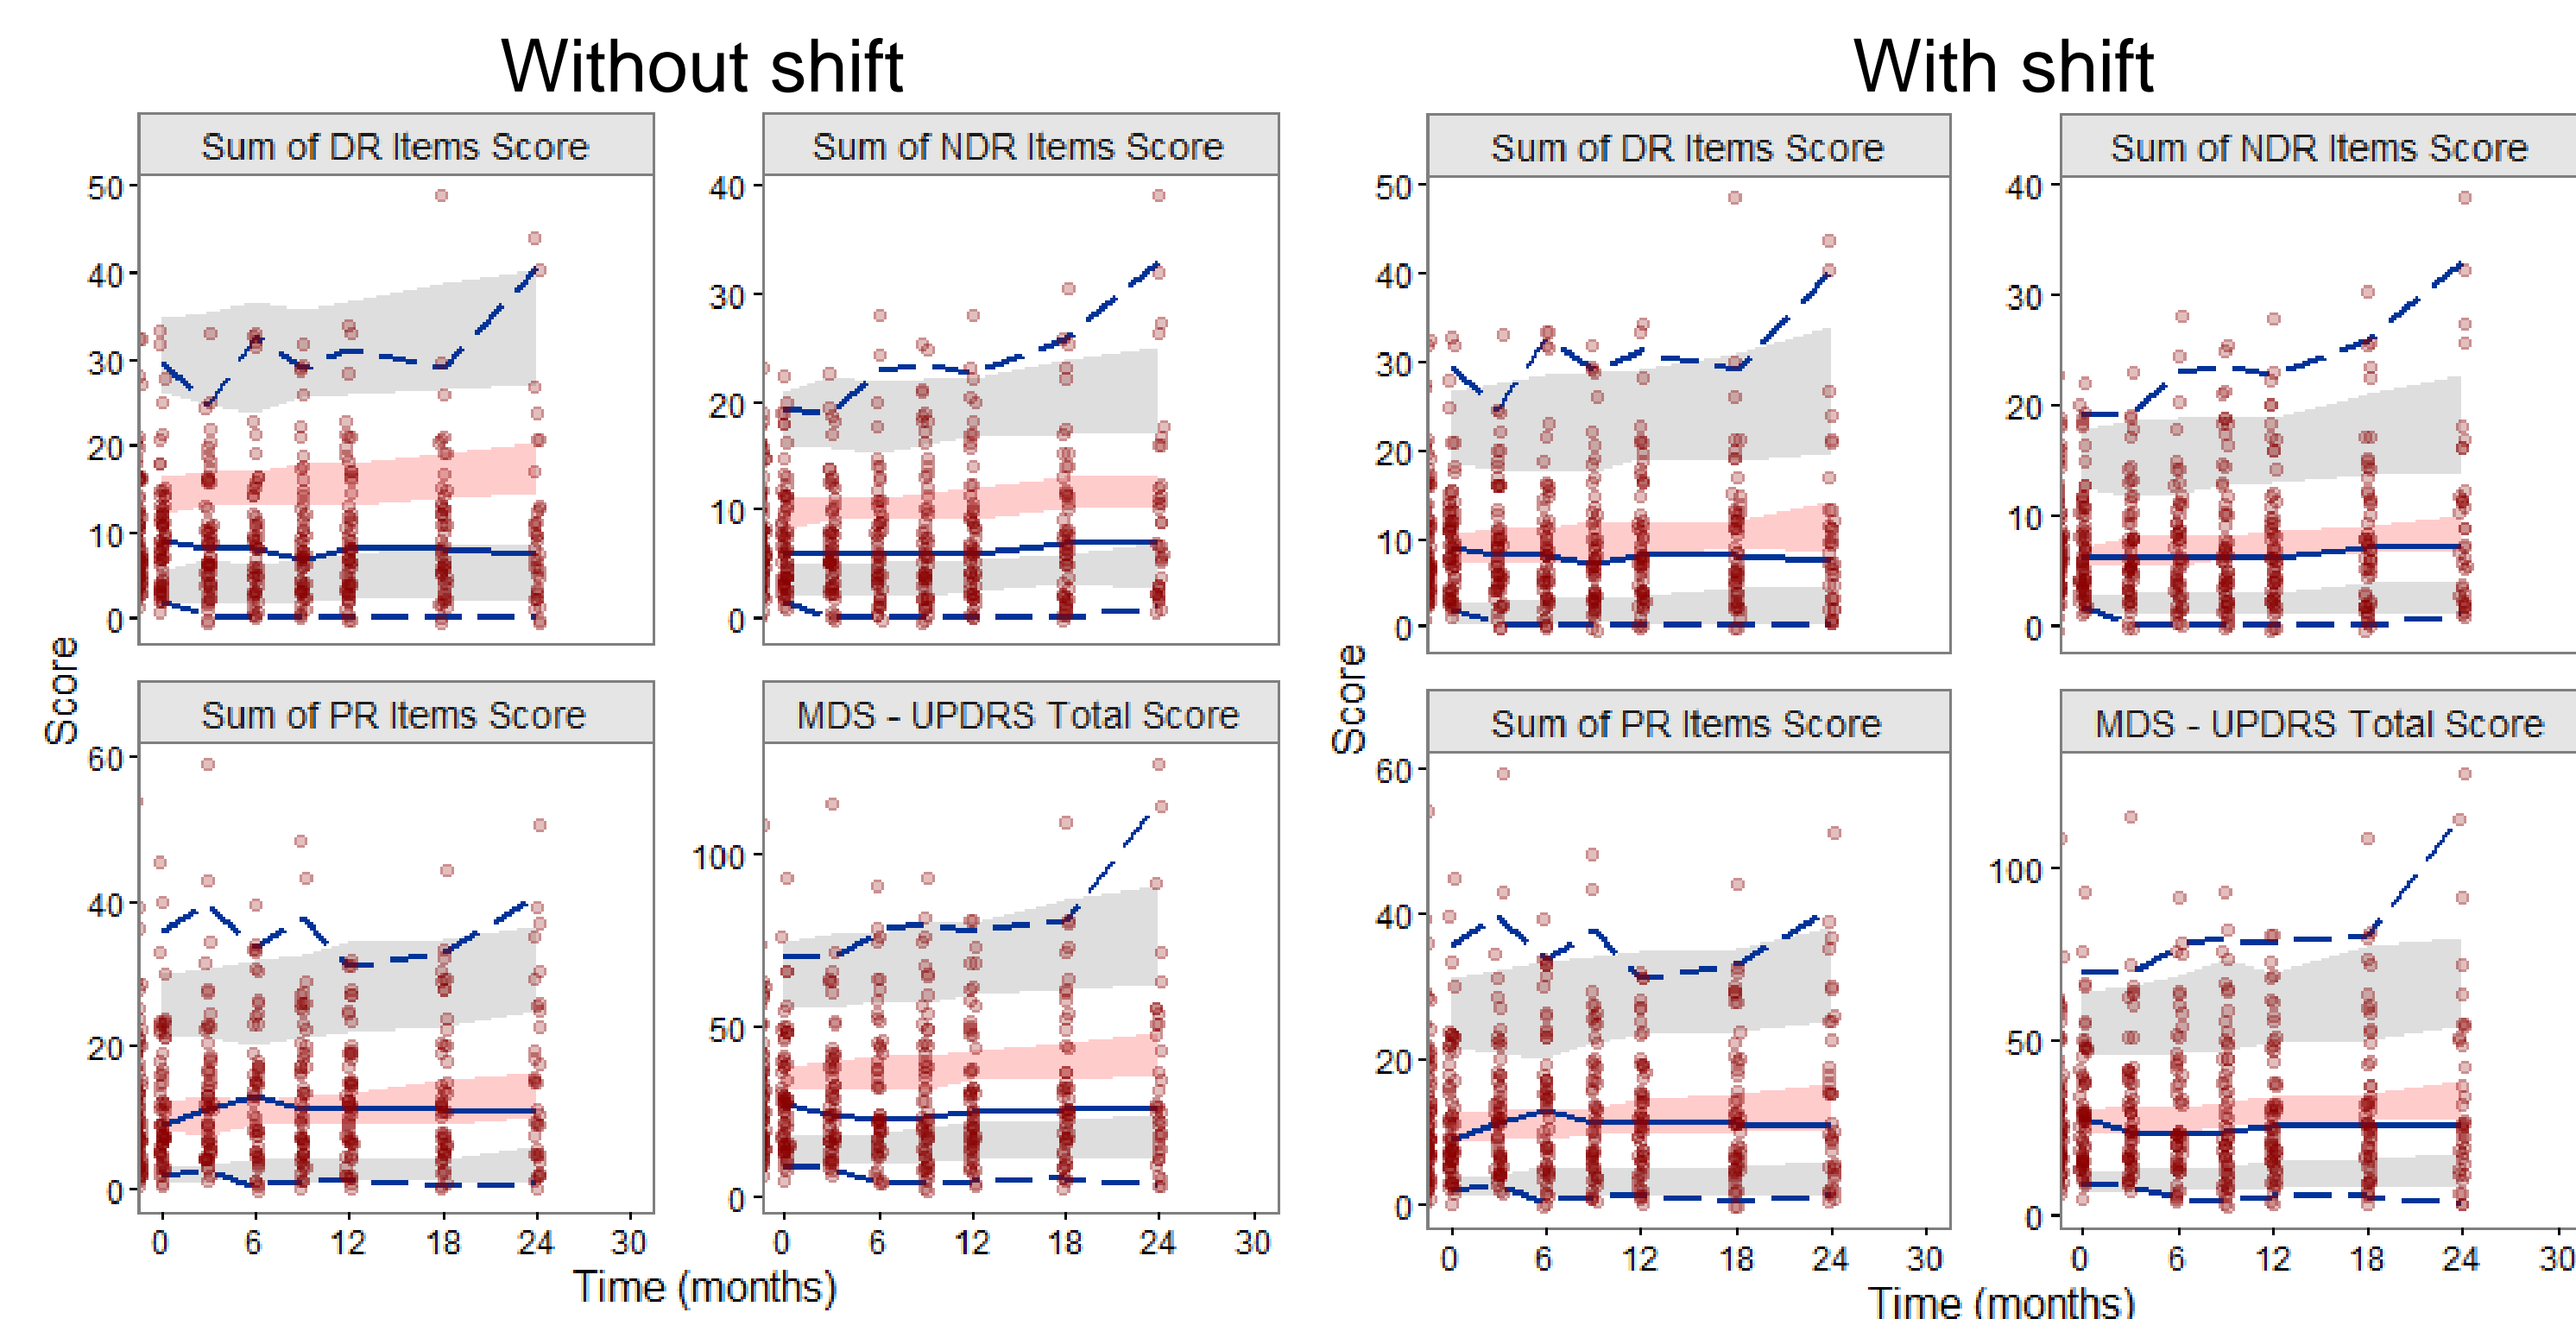 Without shift
With shift
Sum of DR Items Score
Sum of NDR Items Score
Sum of DR Items Score
Sum of NDR Items Score
50
40
30
20
10
0
40
30
20
10
0
50
40
30
20
10
0
40
30
20
10
0
Score
Score
Sum of PR Items Score
MDS - UPDRS Total Score
Sum of PR Items Score
MDS - UPDRS Total Score
60
40
20
0
100
50
0
60
40
20
0
100
50
0
0 6 12 18 24 30
0 6 12 18 24 30
0 6 12 18 24 30
0 6 12 18 24 30
Time (months)
Time (months)